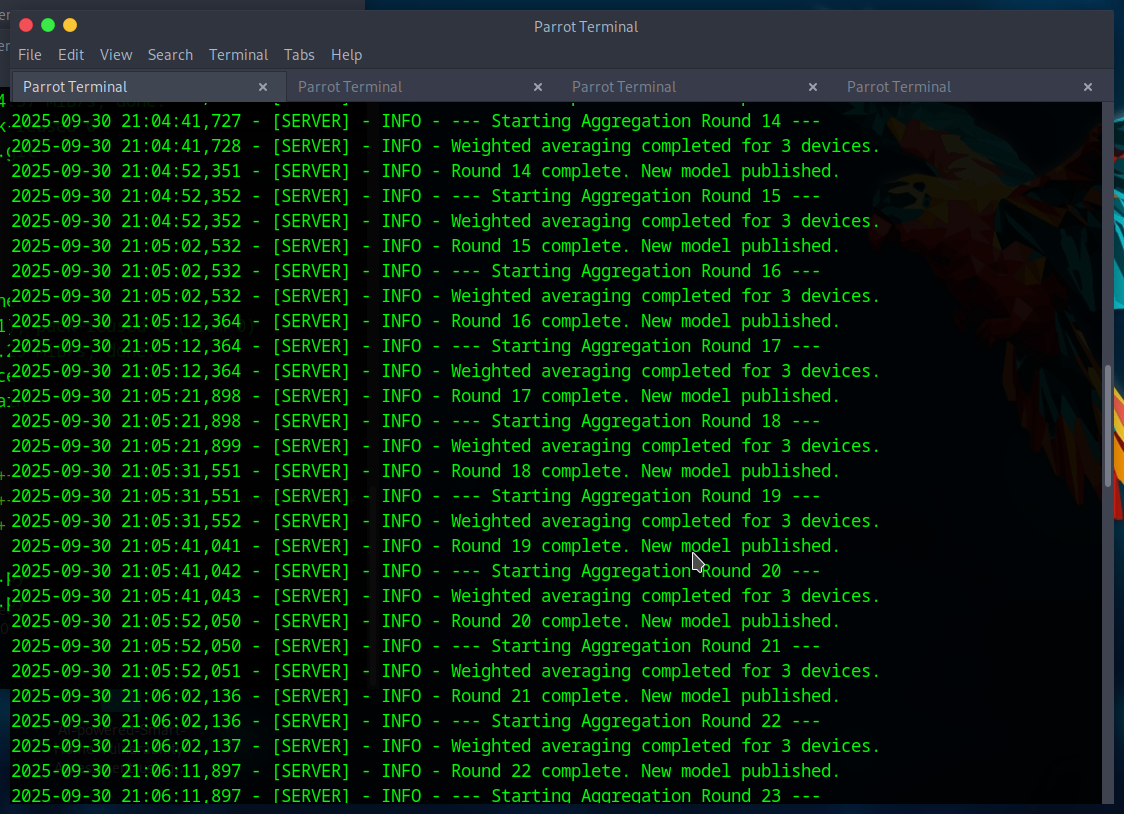 Parrot Terminal
File Edit View Search Terminal Tabs Help
Parrot Terminal × Parrot Terminal × Parrot Terminal × Parrot Terminal ×
2025-09-30 21:04:41,727 - [SERVER] - INFO - --- Starting Aggregation Round 14 ---
2025-09-30 21:04:41,728 - [SERVER] - INFO - Weighted averaging completed for 3 devices.
2025-09-30 21:04:52,351 - [SERVER] - INFO - Round 14 complete. New model published.
2025-09-30 21:04:52,352 - [SERVER] - INFO - --- Starting Aggregation Round 15 ---
2025-09-30 21:04:52,352 - [SERVER] - INFO - Weighted averaging completed for 3 devices.
2025-09-30 21:05:02,532 - [SERVER] - INFO - Round 15 complete. New model published.
2025-09-30 21:05:02,532 - [SERVER] - INFO - --- Starting Aggregation Round 16 ---
2025-09-30 21:05:02,532 - [SERVER] - INFO - Weighted averaging completed for 3 devices.
2025-09-30 21:05:12,364 - [SERVER] - INFO - Round 16 complete. New model published.
2025-09-30 21:05:12,364 - [SERVER] - INFO - --- Starting Aggregation Round 17 ---
2025-09-30 21:05:12,364 - [SERVER] - INFO - Weighted averaging completed for 3 devices.
2025-09-30 21:05:21,898 - [SERVER] - INFO - Round 17 complete. New model published.
2025-09-30 21:05:21,898 - [SERVER] - INFO - --- Starting Aggregation Round 18 ---
2025-09-30 21:05:21,899 - [SERVER] - INFO - Weighted averaging completed for 3 devices.
2025-09-30 21:05:31,551 - [SERVER] - INFO - Round 18 complete. New model published.
2025-09-30 21:05:31,551 - [SERVER] - INFO - --- Starting Aggregation Round 19 ---
2025-09-30 21:05:31,552 - [SERVER] - INFO - Weighted averaging completed for 3 devices.
2025-09-30 21:05:41,041 - [SERVER] - INFO - Round 19 complete. New model published.
2025-09-30 21:05:41,042 - [SERVER] - INFO - --- Starting Aggregation Round 20 ---
2025-09-30 21:05:41,043 - [SERVER] - INFO - Weighted averaging completed for 3 devices.
2025-09-30 21:05:52,050 - [SERVER] - INFO - Round 20 complete. New model published.
2025-09-30 21:05:52,050 - [SERVER] - INFO - --- Starting Aggregation Round 21 ---
2025-09-30 21:05:52,051 - [SERVER] - INFO - Weighted averaging completed for 3 devices.
2025-09-30 21:06:02,136 - [SERVER] - INFO - Round 21 complete. New model published.
2025-09-30 21:06:02,136 - [SERVER] - INFO - --- Starting Aggregation Round 22 ---
2025-09-30 21:06:02,137 - [SERVER] - INFO - Weighted averaging completed for 3 devices.
2025-09-30 21:06:11,897 - [SERVER] - INFO - Round 22 complete. New model published.
2025-09-30 21:06:11,897 - [SERVER] - INFO - --- Starting Aggregation Round 23 ---